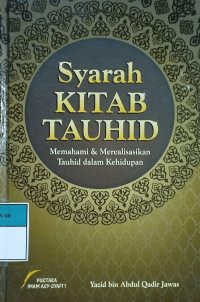 Syarah
KITAB
TAUHID
Memahami & Merealisasikan
Tauhid dalam Kehidupan
PUSTAKA
IMAM ASY-SYAFI'I
Yazid bin Abdul Qadir Jawas